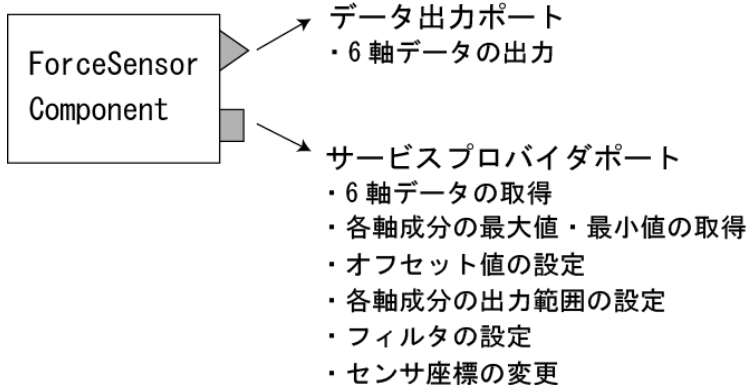 ForceSensor
Component
データ出力ポート
・6軸データの出力
サービスプロバイダポート
・6軸データの取得
・各軸成分の最大値・最小値の取得
・オフセット値の設定
・各軸成分の出力範囲の設定
・フィルタの設定
・センサ座標の変更